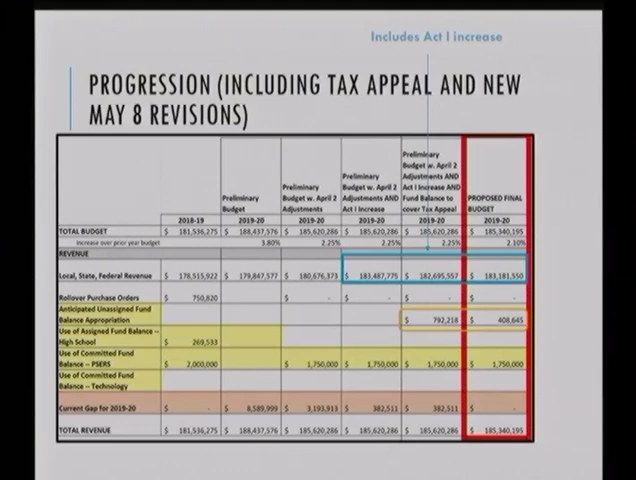 Includes Act I increase
PROGRESSION (INCLUDING TAX APPEAL AND NEW
MAY 8 REVISIONS)
Preliminary Budget
Preliminary Budget w. April 2 Adjustments
Preliminary Budget w. April 2 Adjustments AND Act I Increase
Preliminary Budget w. April 2 Adjustments AND Act I Increase AND Fund Balance to cover Tax Appeal
PROPOSED FINAL BUDGET
2018-19 2019-20 2019-20 2019-20 2019-20 2019-20
TOTAL BUDGET $ 181,536,275 $ 188,437,576 $ 185,620,286 $ 185,620,286 $ 185,620,286 $ 185,340,195
Increase over prior year budget 3.80% 2.25% 2.25% 2.25% 2.10%
REVENUE
Local, State, Federal Revenue $ 178,515,922 $ 179,847,577 $ 180,676,373 $ 183,487,775 $ 182,695,557 $ 183,181,550
Rollover Purchase Orders $ 750,820 $ - $ - $ - $ -
Anticipated Unassigned Fund
Balance Appropriation $ 792,218 $ 408,645
Use of Assigned Fund Balance --
High School $ 269,533
Use of Committed Fund
Balance -- PSERS $ 2,000,000 $ 1,750,000 $ 1,750,000 $ 1,750,000 $ 1,750,000
Use of Committed Fund
Balance -- Technology
Current Gap for 2019-20 $ - $ 8,589,999 $ 3,193,913 $ 382,511 $ 382,511 $ -
TOTAL REVENUE $ 181,536,275 $ 188,437,576 $ 185,620,286 $ 185,620,286 $ 185,620,286 $ 185,340,195